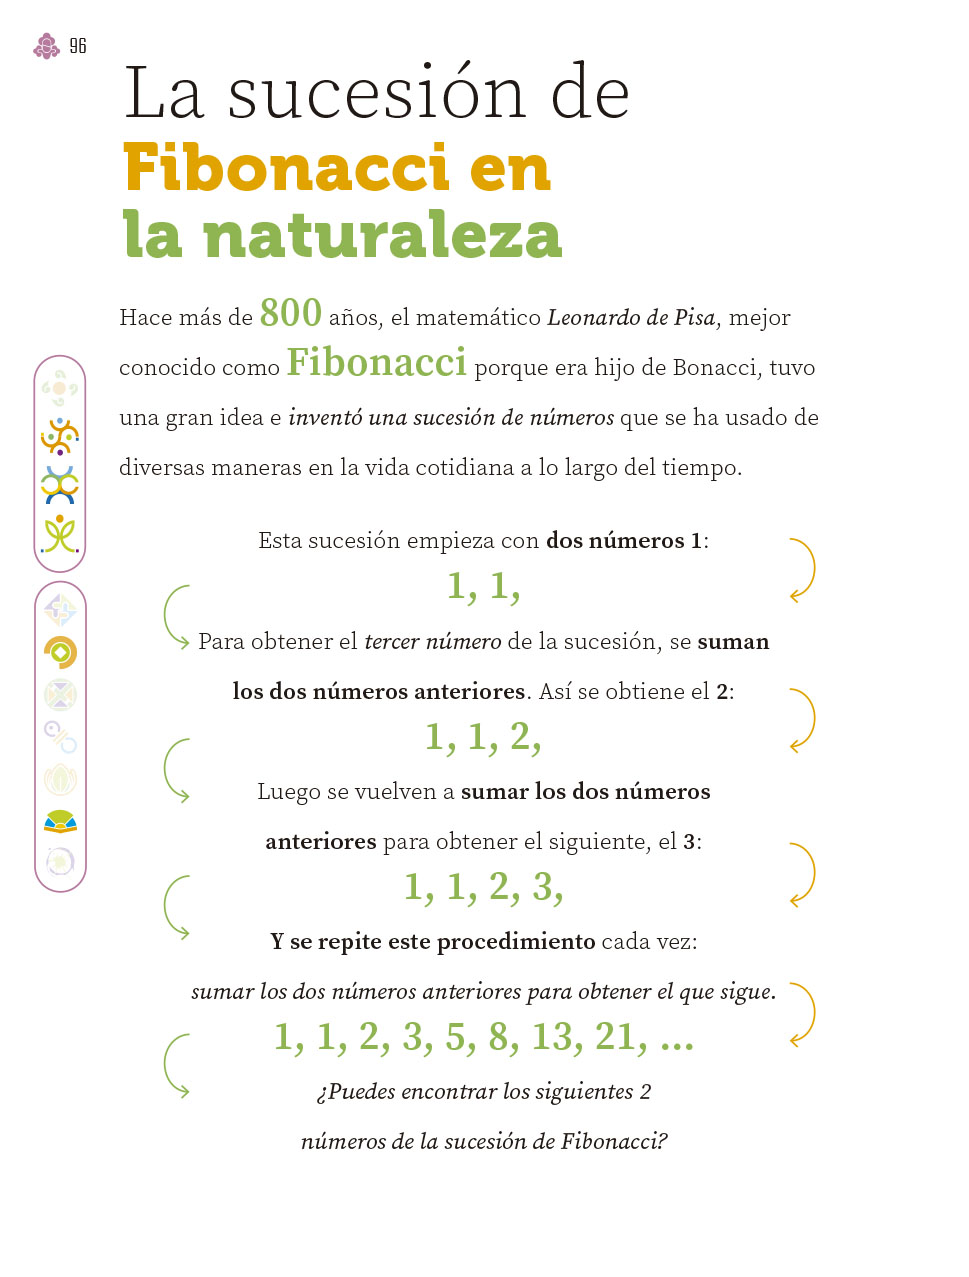 96
La sucesión de
Fibonacci en
la naturaleza
Hace más de 800 años, el matemático Leonardo de Pisa, mejor
conocido como Fibonacci porque era hijo de Bonacci, tuvo
una gran idea e inventó una sucesión de números que se ha usado de
diversas maneras en la vida cotidiana a lo largo del tiempo.
Esta sucesión empieza con dos números 1:
1, 1,
Para obtener el tercer número de la sucesión, se suman
los dos números anteriores. Así se obtiene el 2:
1, 1, 2,
Luego se vuelven a sumar los dos números
anteriores para obtener el siguiente, el 3:
1, 1, 2, 3,
Y se repite este procedimiento cada vez:
sumar los dos números anteriores para obtener el que sigue.
1, 1, 2, 3, 5, 8, 13, 21, ...
¿Puedes encontrar los siguientes 2
números de la sucesión de Fibonacci?